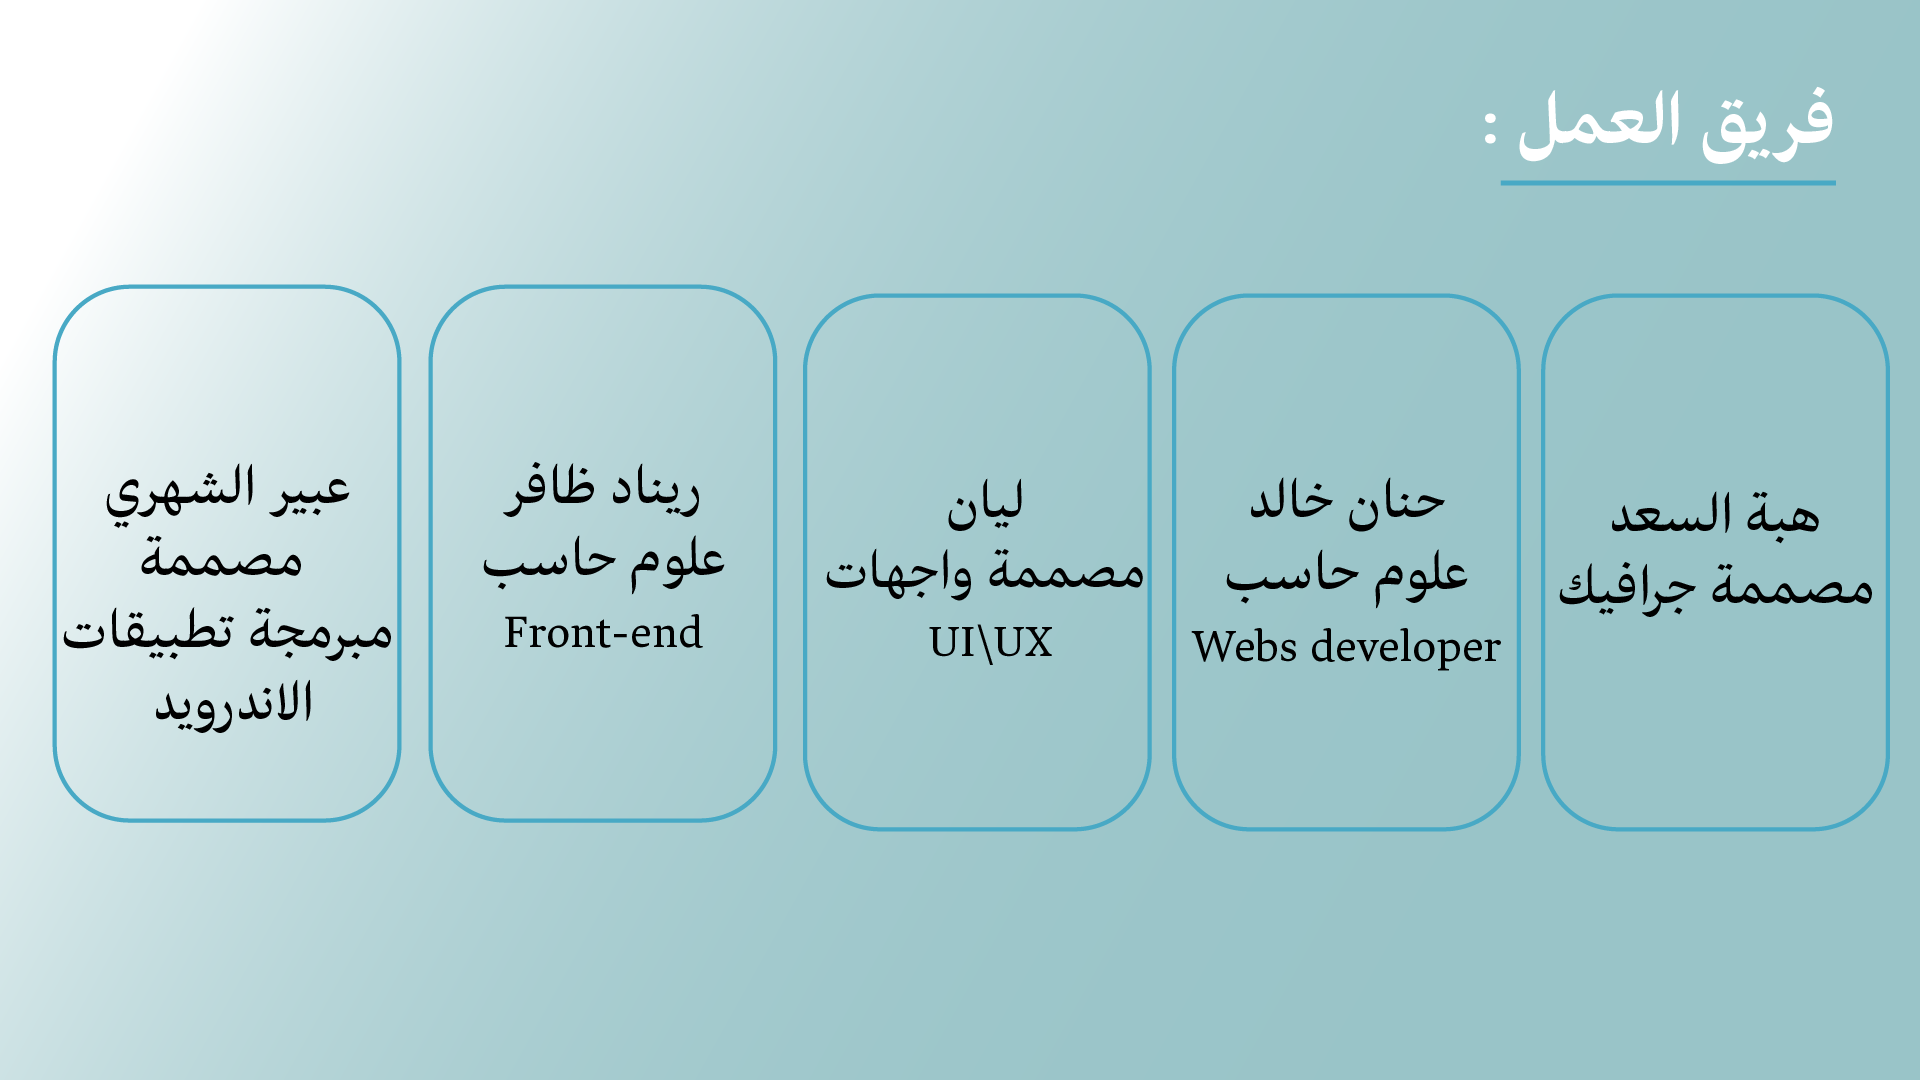 فريق العمل :
هبة السعد
مصممة جرافيك
حنان خالد
علوم حاسب
Webs developer
ليان
مصممة واجهات
UI\UX
ريناد ظافر
علوم حاسب
Front-end
عبير الشهري
مصممة
مبرمجة تطبيقات
الاندرويد